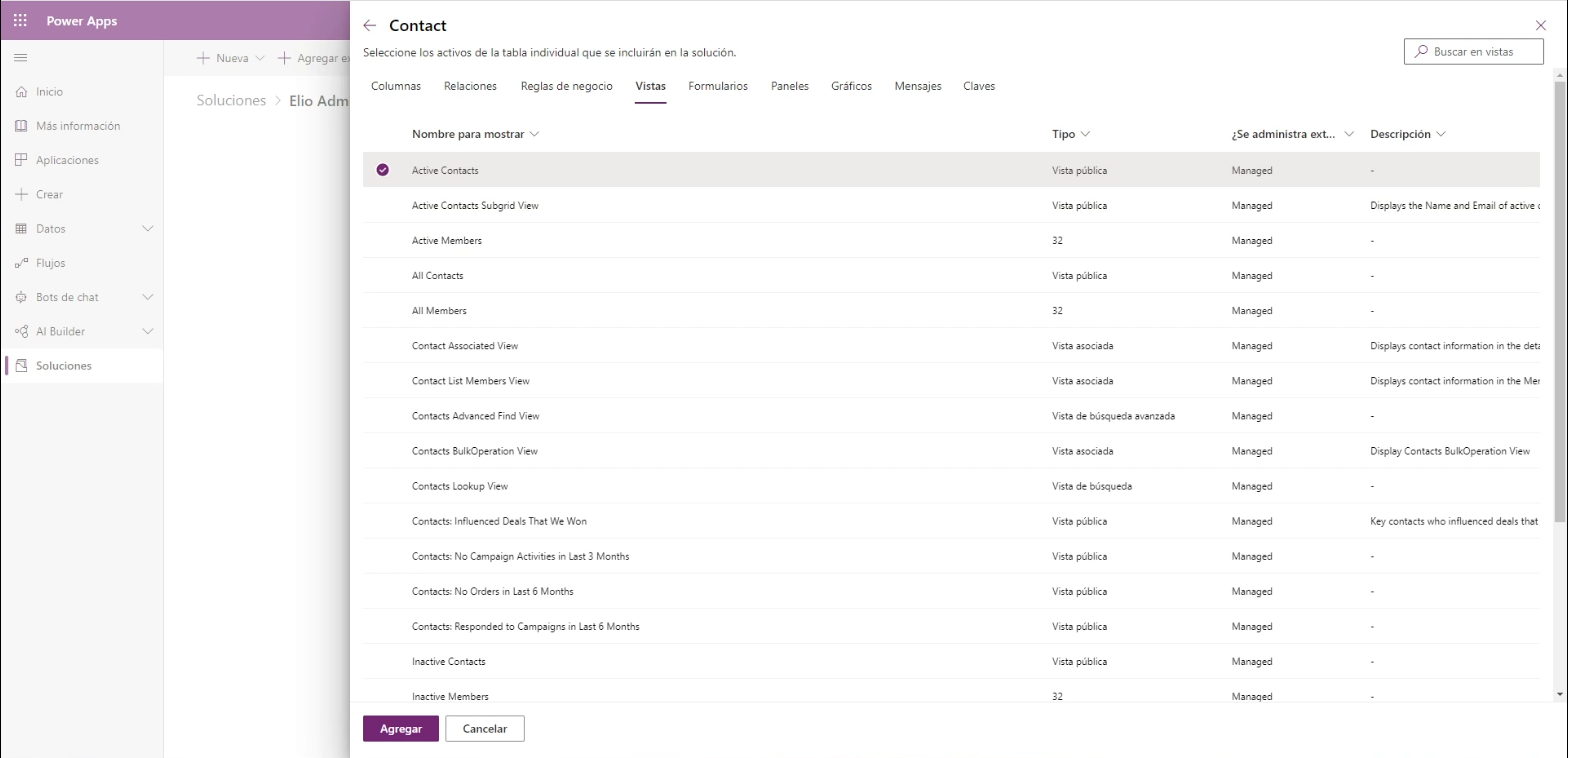 Power Apps
Inicio
Más información
Aplicaciones
Crear
Datos
Flujos
Bots de chat
AI Builder
Soluciones
Nueva Agregar
Soluciones > Elio Adm
Contact
Seleccione los activos de la tabla individual que se incluirán en la solución.
Buscar en vistas
Columnas Relaciones Reglas de negocio Vistas Formularios Paneles Gráficos Mensajes Claves
Nombre para mostrar Tipo ¿Se administra ext... Descripción
Active Contacts Vista pública Managed -
Active Contacts Subgrid View Vista pública Managed Displays the Name and Email of active
Active Members 32 Managed -
All Contacts Vista pública Managed -
All Members 32 Managed -
Contact Associated View Vista asociada Managed Displays contact information in the deta
Contact List Members View Vista asociada Managed Displays contact information in the Mer
Contacts Advanced Find View Vista de búsqueda avanzada Managed -
Contacts BulkOperation View Vista asociada Managed Display Contacts BulkOperation View
Contacts Lookup View Vista de búsqueda Managed -
Contacts: Influenced Deals That We Won Vista pública Managed Key contacts who influenced deals that
Contacts: No Campaign Activities in Last 3 Months Vista pública Managed -
Contacts: No Orders in Last 6 Months Vista pública Managed -
Contacts: Responded to Campaigns in Last 6 Months Vista pública Managed -
Inactive Contacts Vista pública Managed -
Inactive Members 32 Managed -
Agregar Cancelar